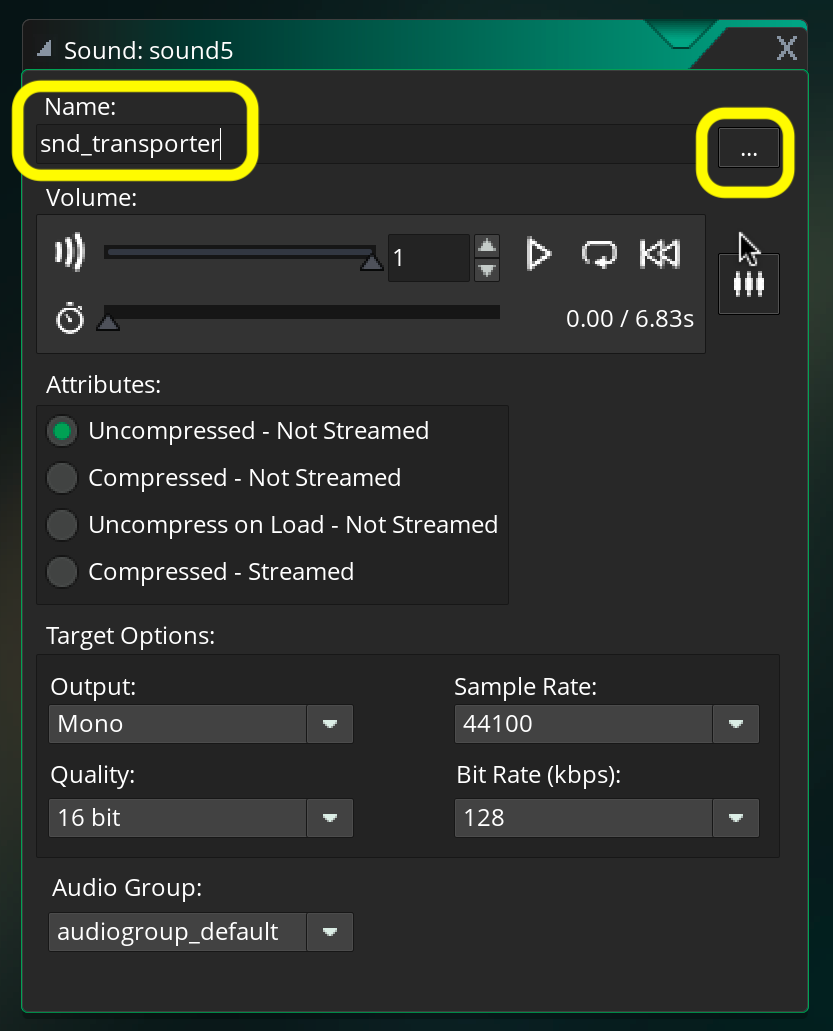 Sound: sound5
X
Name:
snd_transporter
...
Volume:
1
0.00 / 6.83s
Attributes:
Uncompressed - Not Streamed
Compressed - Not Streamed
Uncompress on Load - Not Streamed
Compressed - Streamed
Target Options:
Output: Sample Rate:
Mono 44100
Quality: Bit Rate (kbps):
16 bit 128
Audio Group:
audiogroup_default